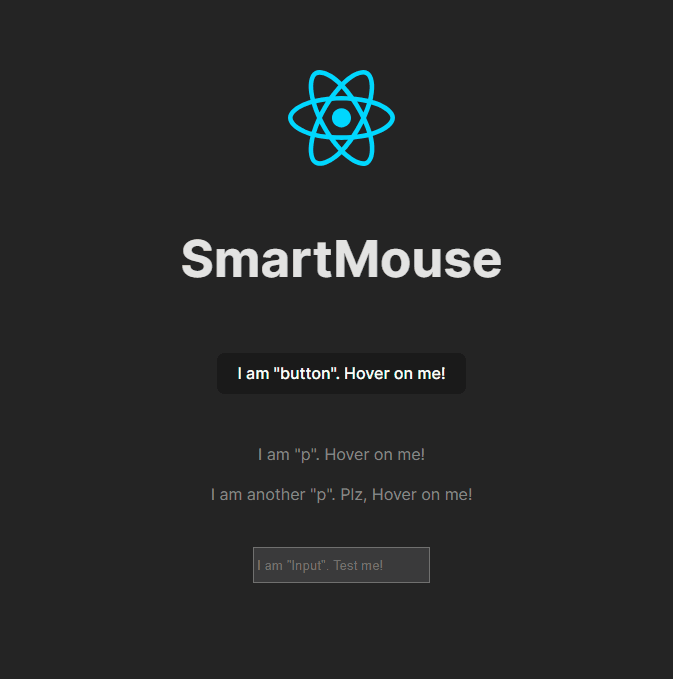 SmartMouse
I am "button". Hover on me!
I am "p". Hover on me!
I am another "p". Plz, Hover on me!
I am "Input". Test me!